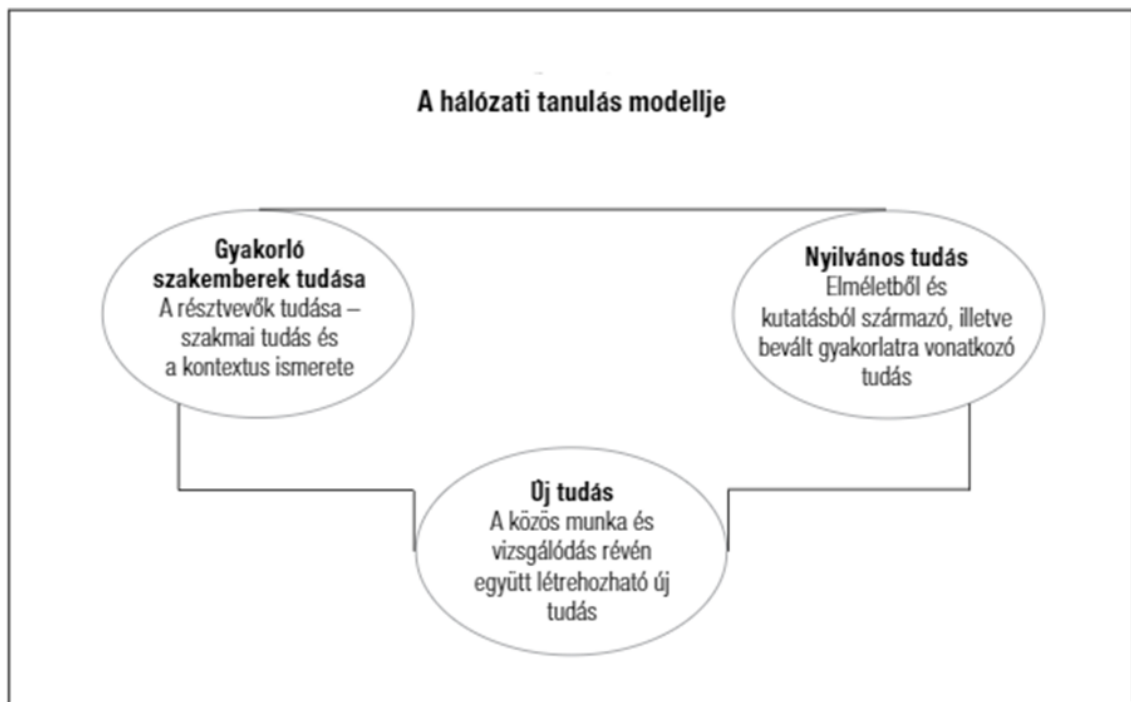 A hálózati tanulás modellje
Gyakorló
szakemberek tudása
A résztvevők tudása –
szakmai tudás és
a kontextus ismerete
Nyilvános tudás
Elméletből és
kutatásból származó, illetve
bevált gyakorlatra vonatkozó
tudás
Új tudás
A közös munka és
vizsgálódás révén
együtt létrehozható új
tudás